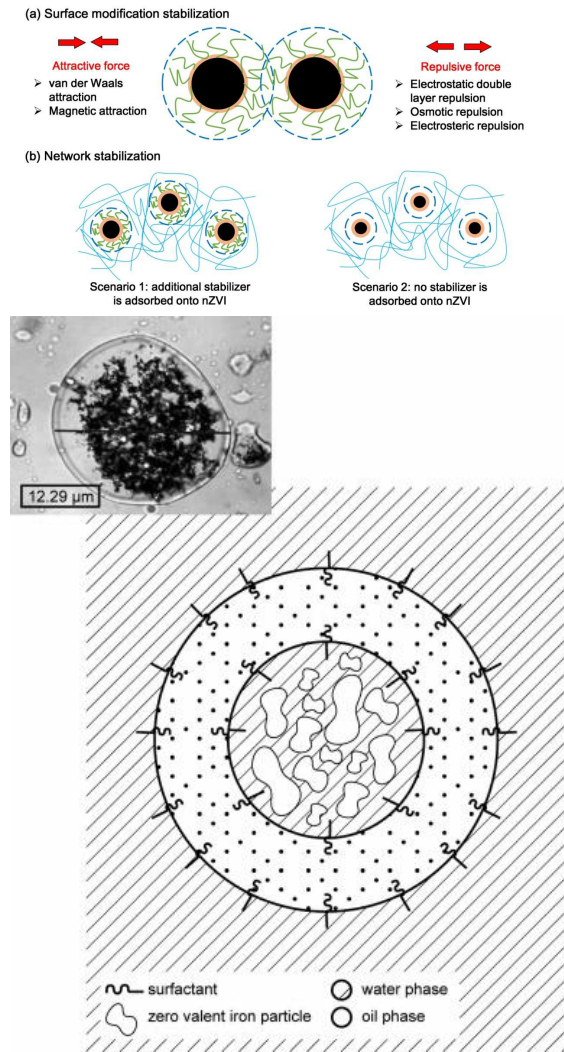 (a) Surface modification stabilization
Attractive force
➢ van der Waals
attraction
➢ Magnetic attraction
Repulsive force
➢ Electrostatic double
layer repulsion
➢ Osmotic repulsion
➢ Electrosteric repulsion
(b) Network stabilization
Scenario 1: additional stabilizer
is adsorbed onto nZVI
Scenario 2: no stabilizer is
adsorbed onto nZVI
12.29 µm
surfactant
zero valent iron particle
water phase
oil phase